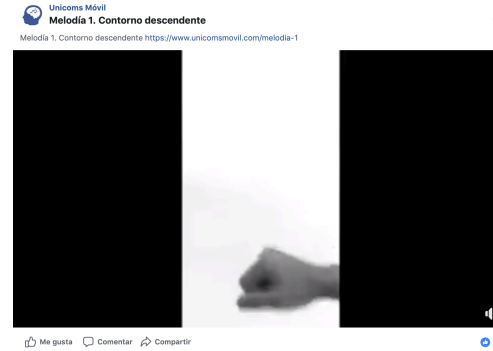 Unicoms Móvil
Melodía 1. Contorno descendente
Melodía 1. Contorno descendente https://www.unicomsmovil.com/melodia-1
Me gusta Comentar Compartir